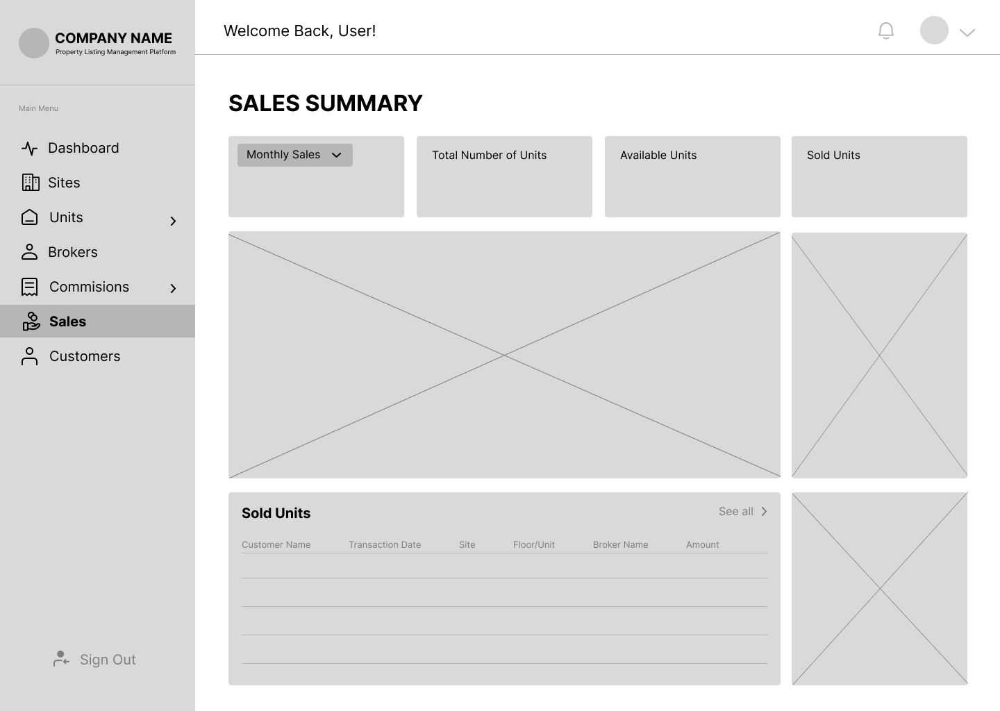 COMPANY NAME
Property Listing Management Platform
Main Menu
Dashboard
Sites
Units
Brokers
Commisions
Sales
Customers
Sign Out
Welcome Back, User!
SALES SUMMARY
Monthly Sales
Total Number of Units
Available Units
Sold Units
Sold Units
See all
Customer Name Transaction Date Site Floor/Unit Broker Name Amount